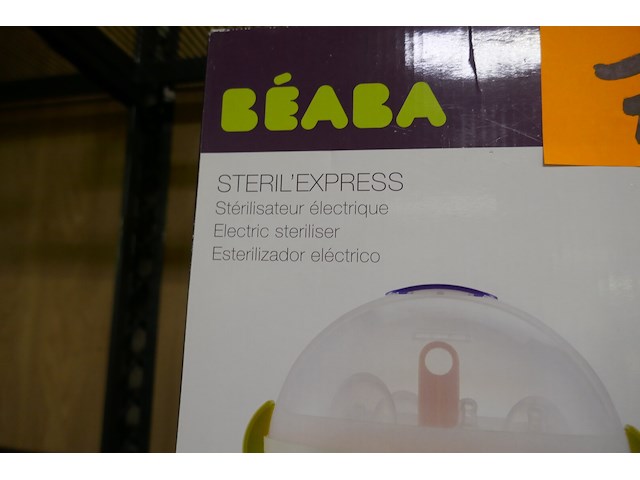 BÉABA
STERIL'EXPRESS
Stérilisateur électrique
Electric steriliser
Esterilizador eléctrico